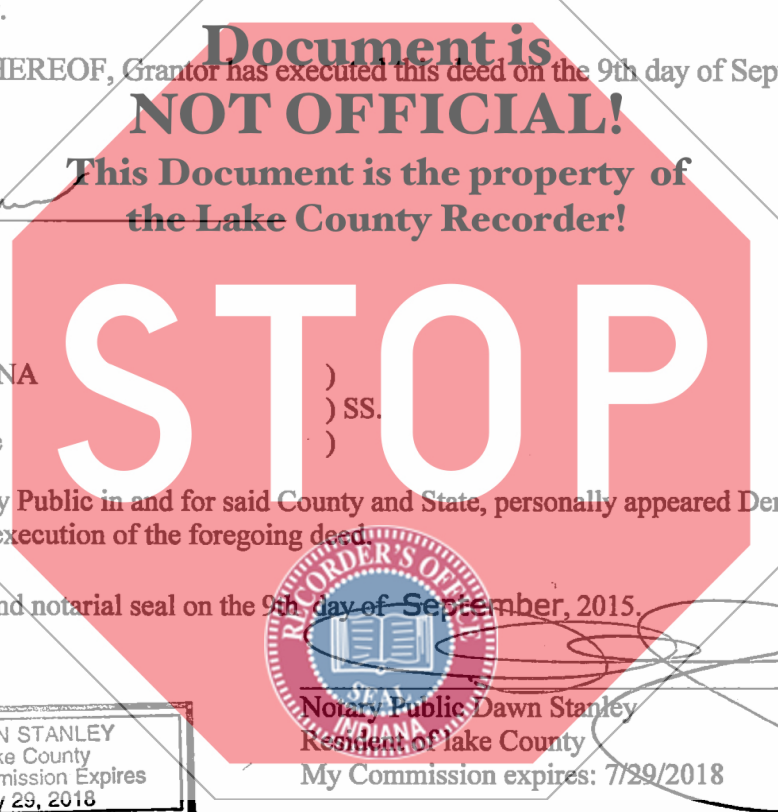 Document is
HEREOF, Grantor has executed this deed on the 9th day of Sep
NOT OFFICIAL!
This Document is the property of
the Lake County Recorder!
STOP
NA )
) SS.
)
Public in and for said County and State, personally appeared Den
execution of the foregoing deed.
RECORDER'S OFFICE
nd notarial seal on the 9th day of September, 2015.
SEAL
INDIANA
Notary Public Dawn Stanley
Resident of lake County
My Commission expires: 7/29/2018
N STANLEY
ke County
mission Expires
y 29, 2018